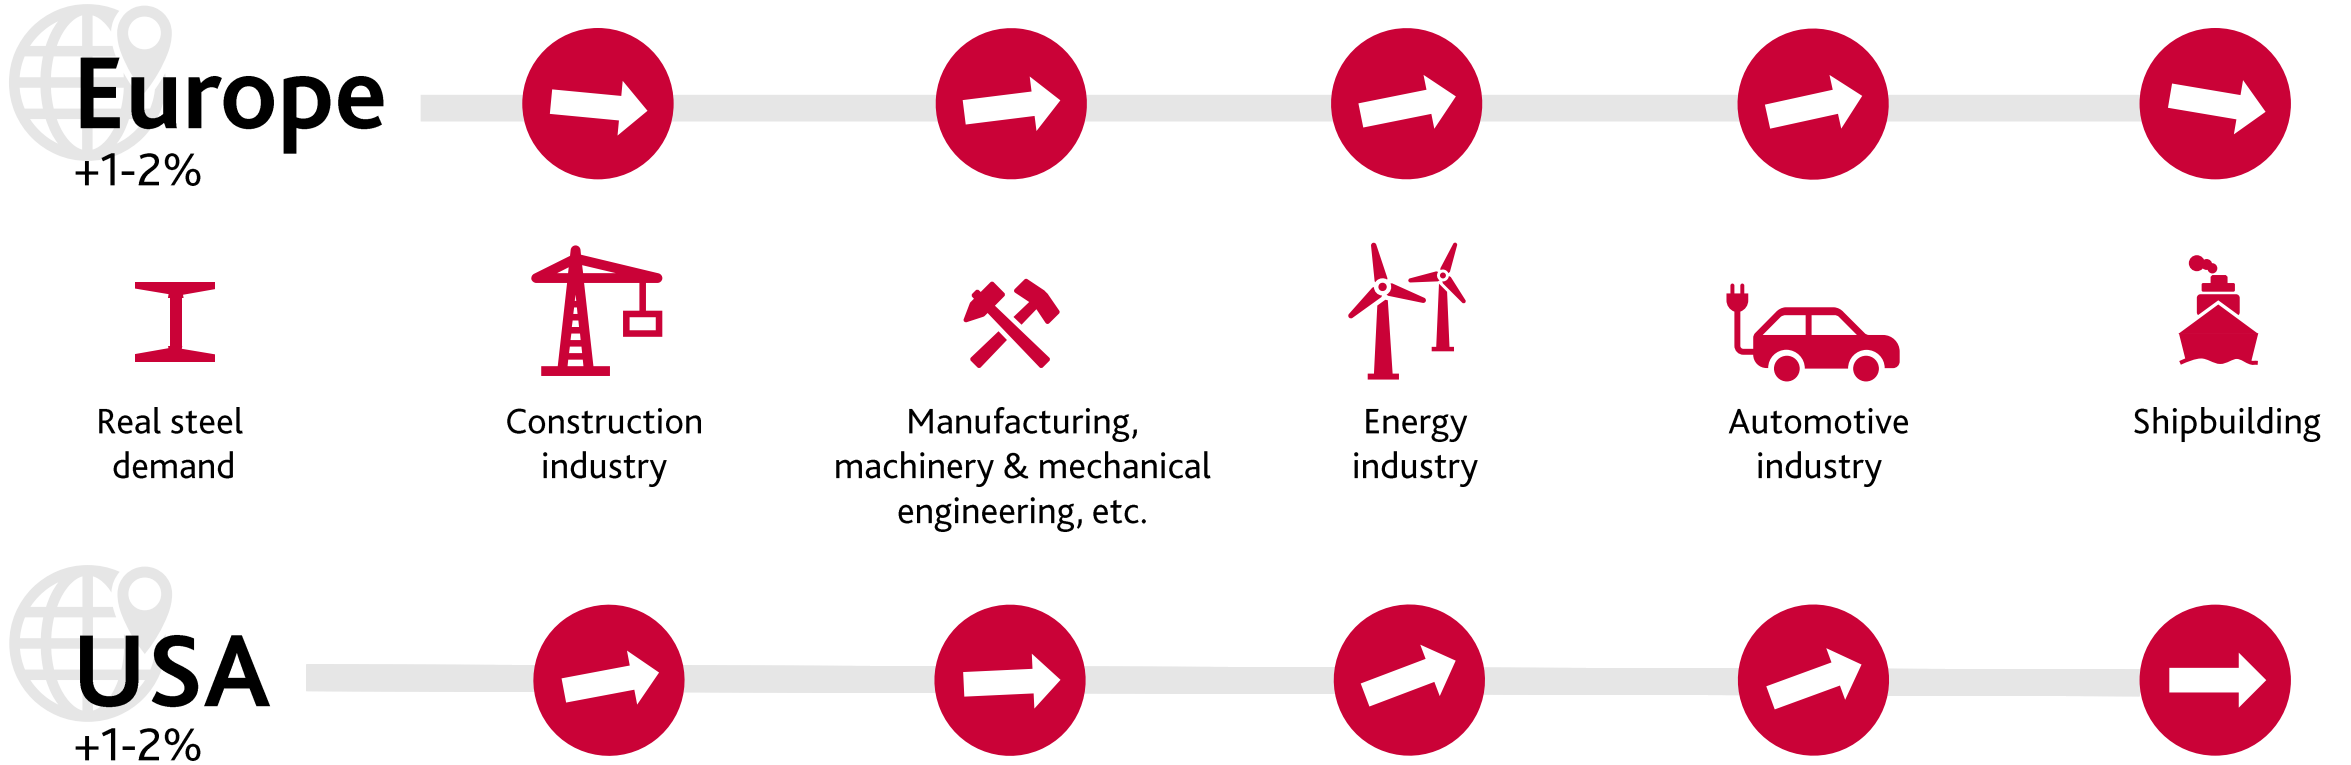 Europe
+1-2%
Real steel
demand
Construction
industry
Manufacturing,
machinery & mechanical
engineering, etc.
Energy
industry
Automotive
industry
Shipbuilding
USA
+1-2%